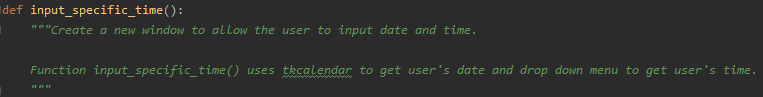 def input_specific_time():
"""Create a new window to allow the user to input date and time.
Function input_specific_time() uses tkcalendar to get user's date and drop down menu to get user's time.
"""